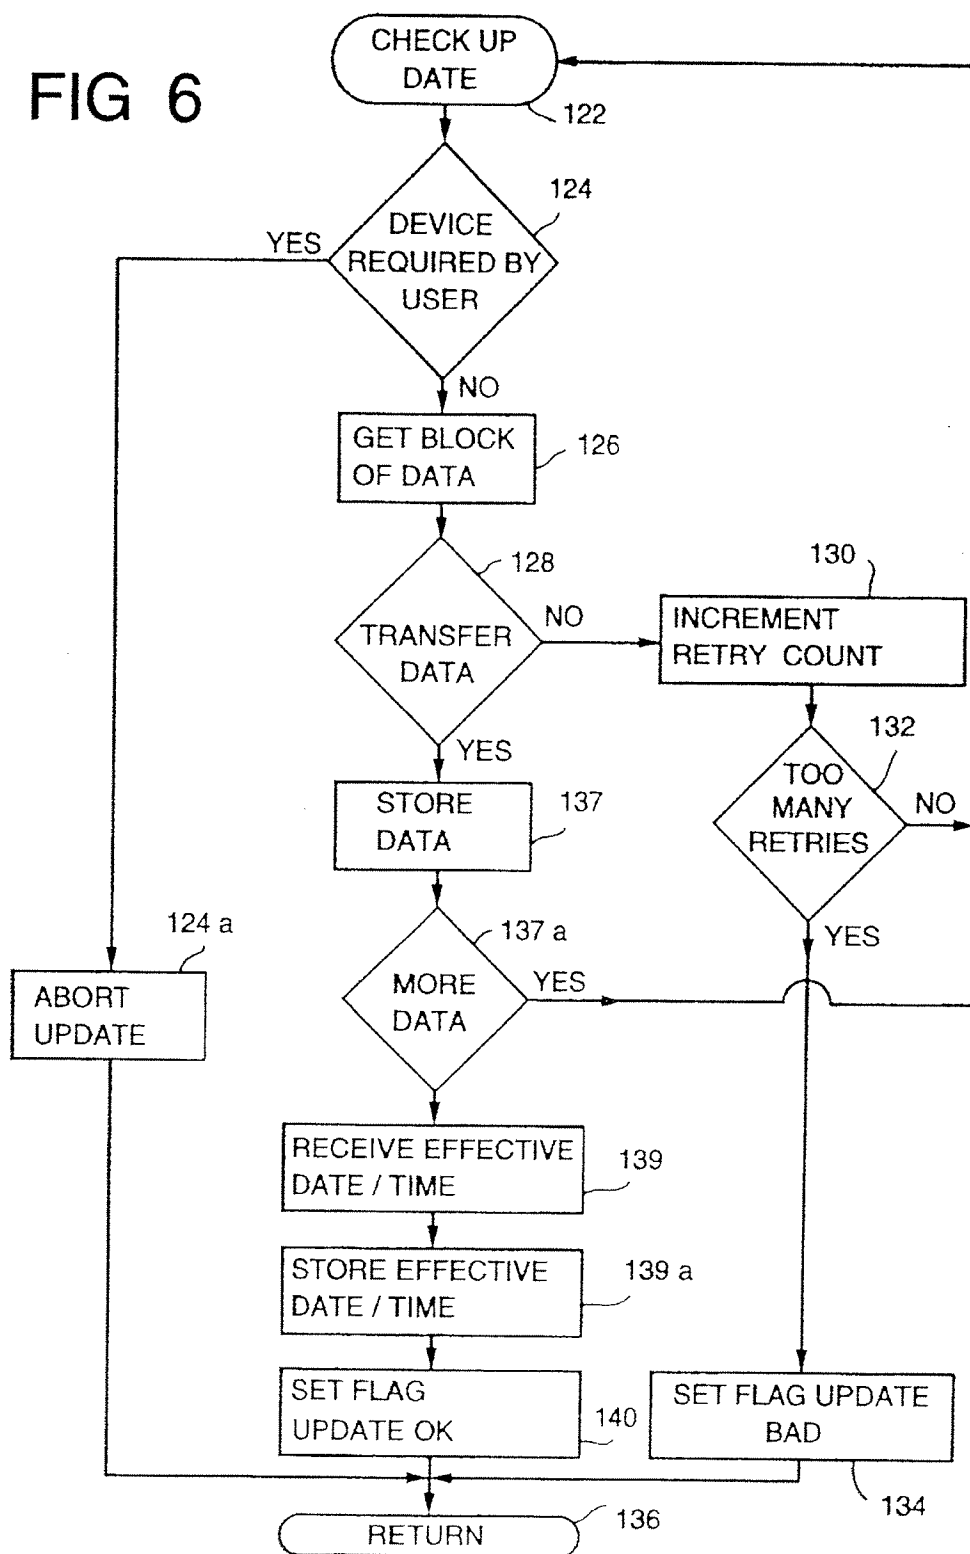 FIG 6
CHECK UP
DATE
122
124
DEVICE
REQUIRED BY
USER
YES
NO
GET BLOCK
OF DATA
126
128
TRANSFER
DATA
NO
130
INCREMENT
RETRY COUNT
YES
132
TOO
MANY
RETRIES
NO
STORE
DATA
137
YES
124 a
ABORT
UPDATE
137 a
MORE
DATA
YES
RECEIVE EFFECTIVE
DATE / TIME
139
STORE EFFECTIVE
DATE / TIME
139 a
SET FLAG
UPDATE OK
140
SET FLAG UPDATE
BAD
134
RETURN
136